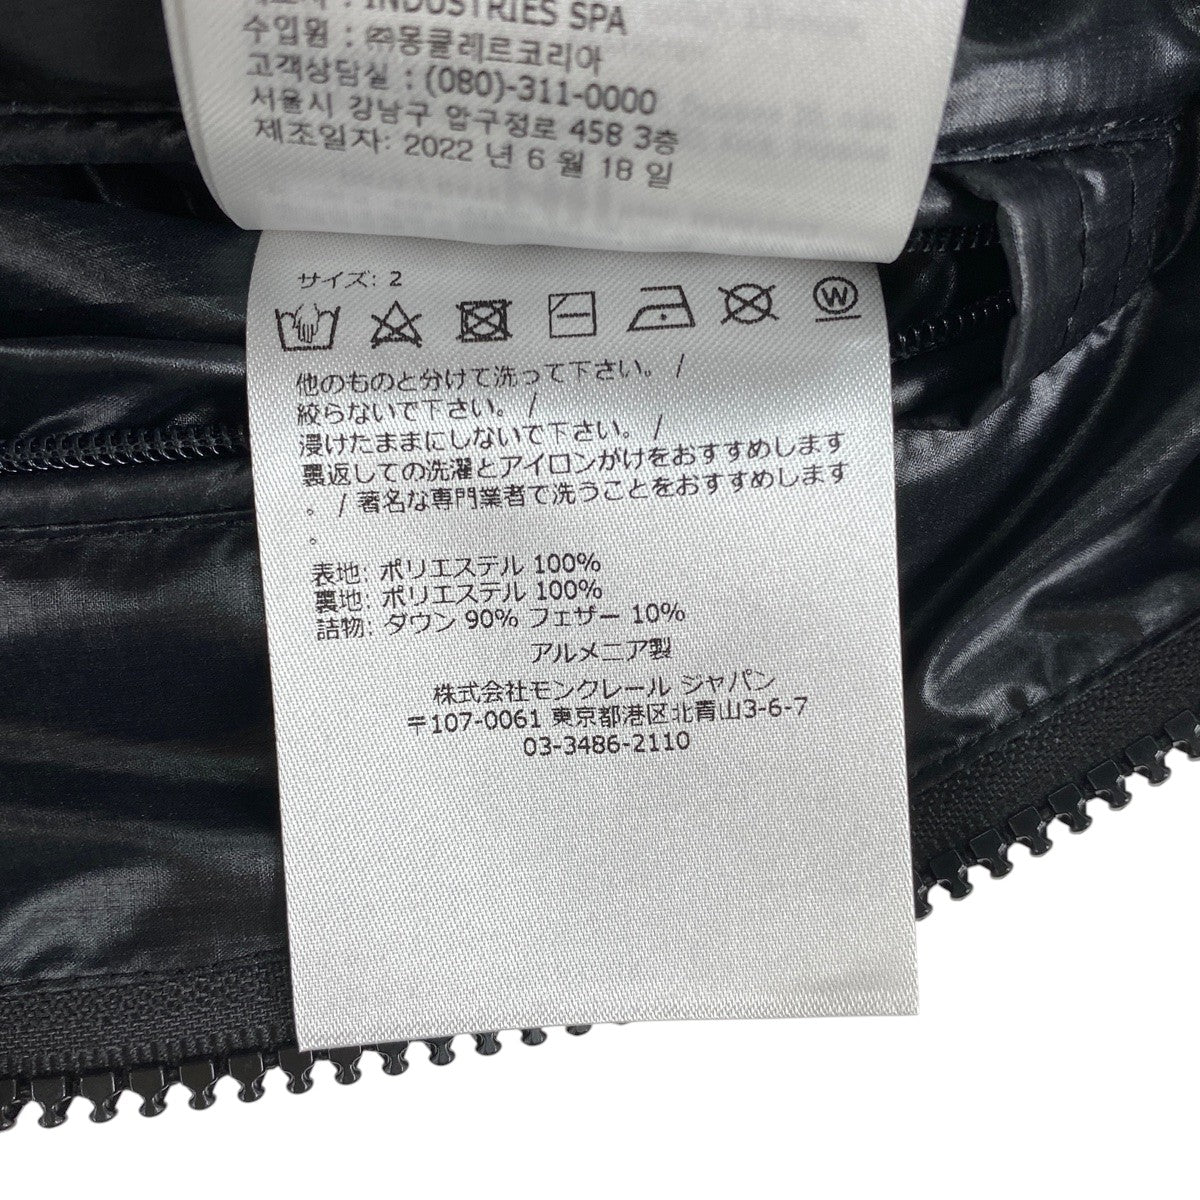 INDUSTRIES SPA
수입원 : ㈜몽클레르코리아
고객상담실 : (080)-311-0000
서울시 강남구 압구정로 458 3층
제조일자: 2022 년 6 월 18 일
サイズ: 2
W
他のものと分けて洗って下さい。 /
絞らないで下さい。 /
浸けたままにしないで下さい。 /
裏返しての洗濯とアイロンがけをおすすめします
。 / 著名な専門業者で洗うことをおすすめします
。
表地: ポリエステル 100%
裏地: ポリエステル 100%
詰物: ダウン 90% フェザー 10%
アルメニア製
株式会社モンクレール ジャパン
〒107-0061 東京都港区北青山3-6-7
03-3486-2110